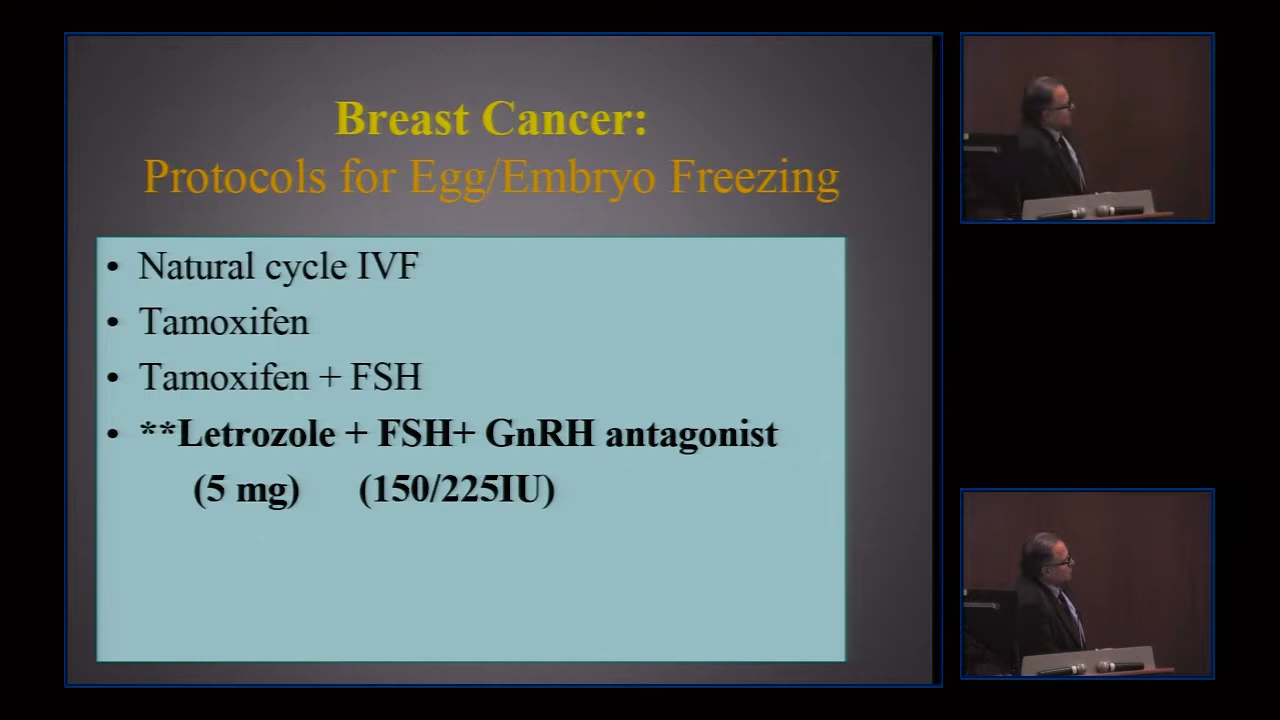 Breast Cancer:
Protocols for Egg/Embryo Freezing
• Natural cycle IVF
• Tamoxifen
• Tamoxifen + FSH
• **Letrozole + FSH+ GnRH antagonist
(5 mg) (150/225IU)